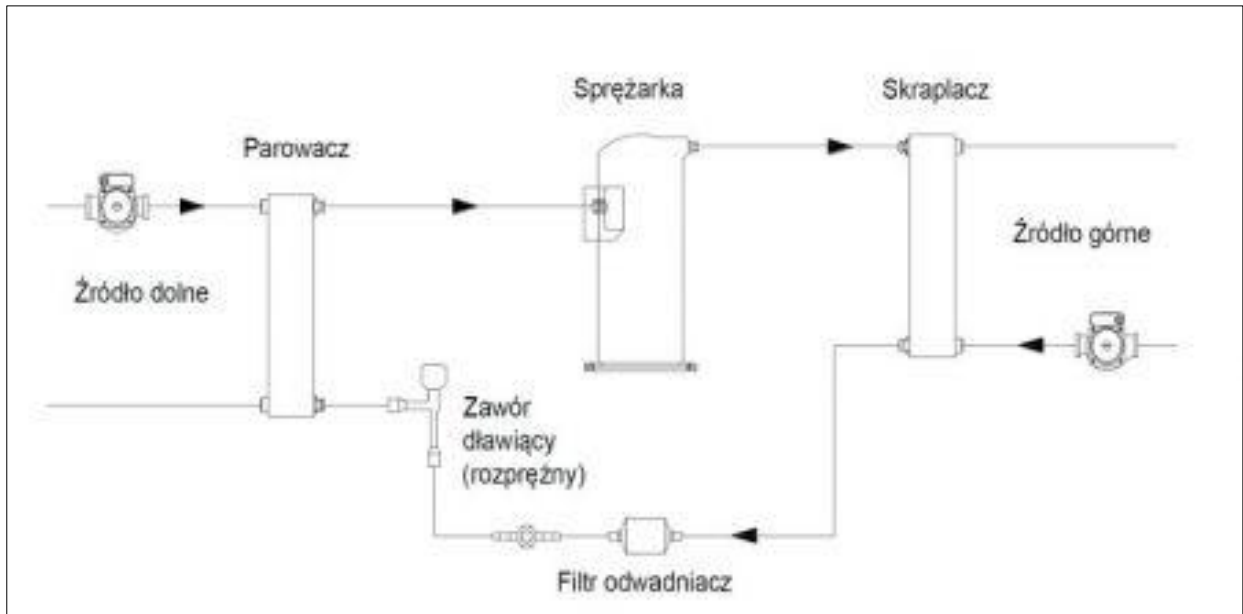 Sprężarka
Skraplacz
Parowacz
Źródło górne
Źródło dolne
Zawór
dławiący
(rozprężny)
Filtr odwadniacz